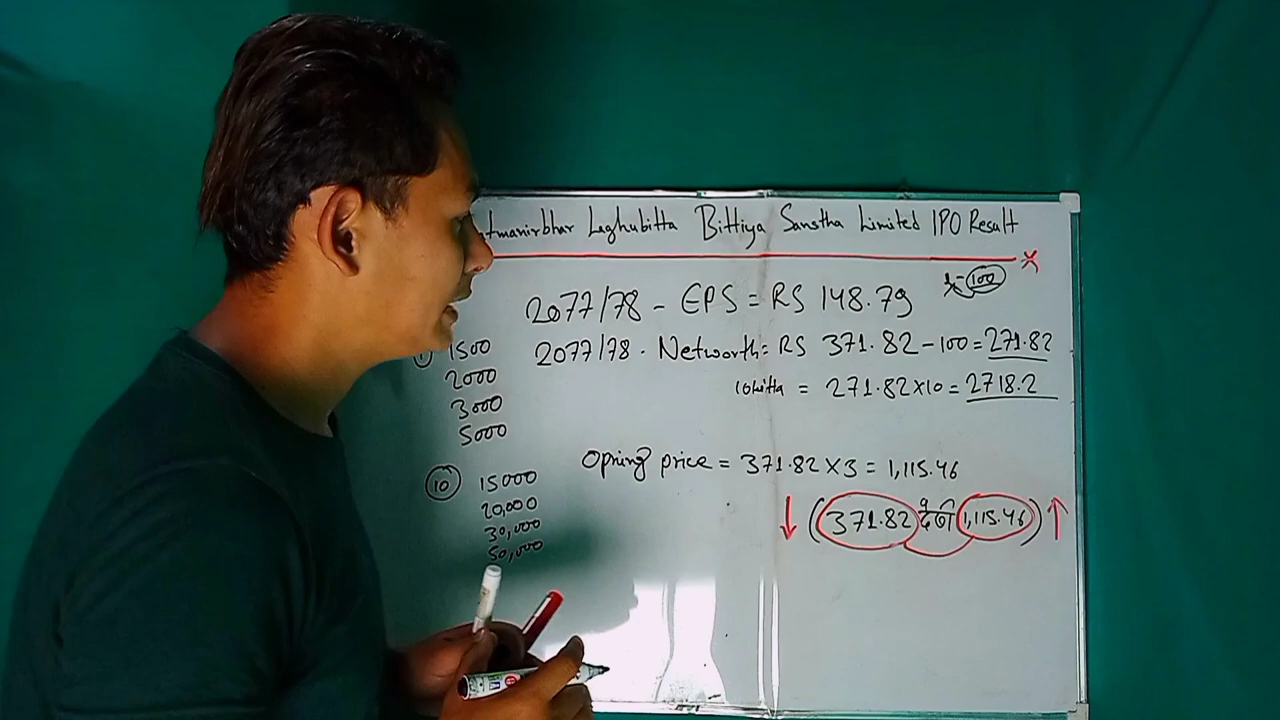 tmanirbhar Laghubitta Bittiya Sanstha Limited IPO Result
100
2077/78 - EPS = RS 148.79
2077/78 . Networth = RS 371.82 - 100 = 271.82
10kitta = 271.82 x 10 = 2718.2
1500
2000
3000
5000
Opning price = 371.82 X 3 = 1,115.46
10 15000
20,000
30,000
50,000
↓ (371.82 देखी 1,115.46) ↑